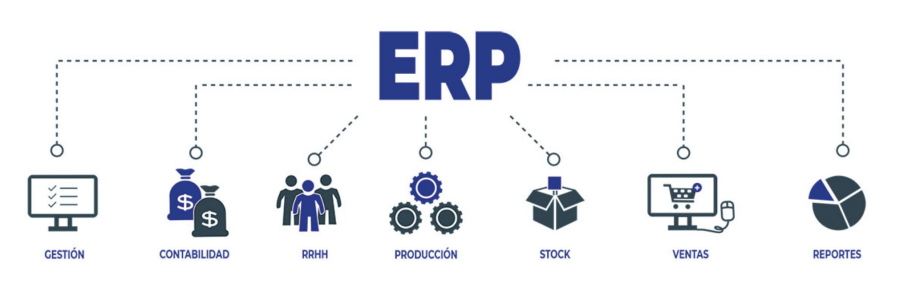 ERP
GESTIÓN
CONTABILIDAD
RRHH
PRODUCCIÓN
STOCK
VENTAS
REPORTES